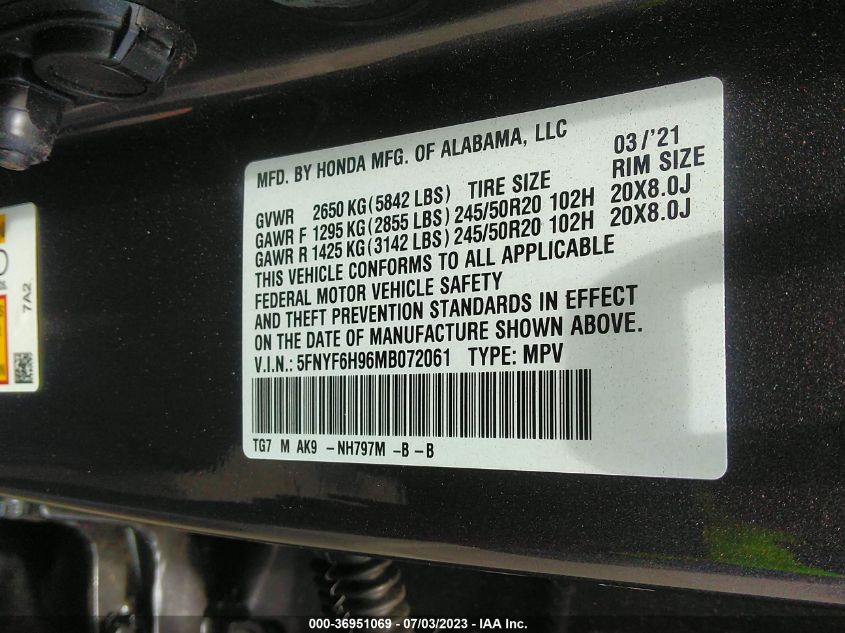 MFD. BY HONDA MFG. OF ALABAMA, LLC 03/'21
GVWR 2650 KG(5842 LBS) TIRE SIZE RIM SIZE
GAWR F 1295 KG(2855 LBS) 245/50R20 102H 20X8.0J
GAWR R 1425 KG(3142 LBS) 245/50R20 102H 20X8.0J
THIS VEHICLE CONFORMS TO ALL APPLICABLE
FEDERAL MOTOR VEHICLE SAFETY
AND THEFT PREVENTION STANDARDS IN EFFECT
ON THE DATE OF MANUFACTURE SHOWN ABOVE.
V.I.N.: 5FNYF6H96MB072061 TYPE: MPV
TG7 M AK9 -NH797M -B -B
7A2
000-36951069 - 07/03/2023 - IAA Inc.